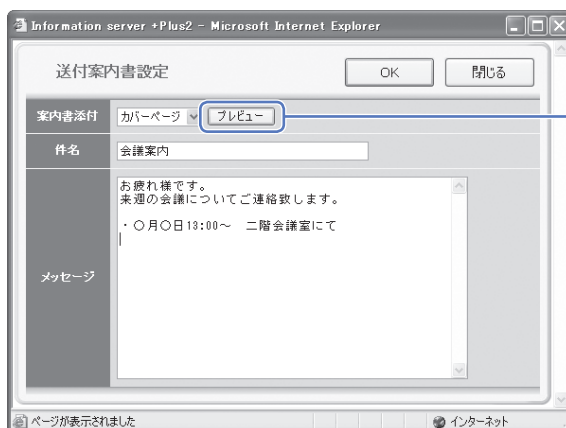 Information server +Plus2 - Microsoft Internet Explorer
送付案内書設定
OK
閉じる
案内書添付
カバーページ
プレビュー
件名
会議案内
メッセージ
お疲れ様です。
来週の会議についてご連絡致します。
・〇月〇日13:00～　二階会議室にて
ページが表示されました
インターネット